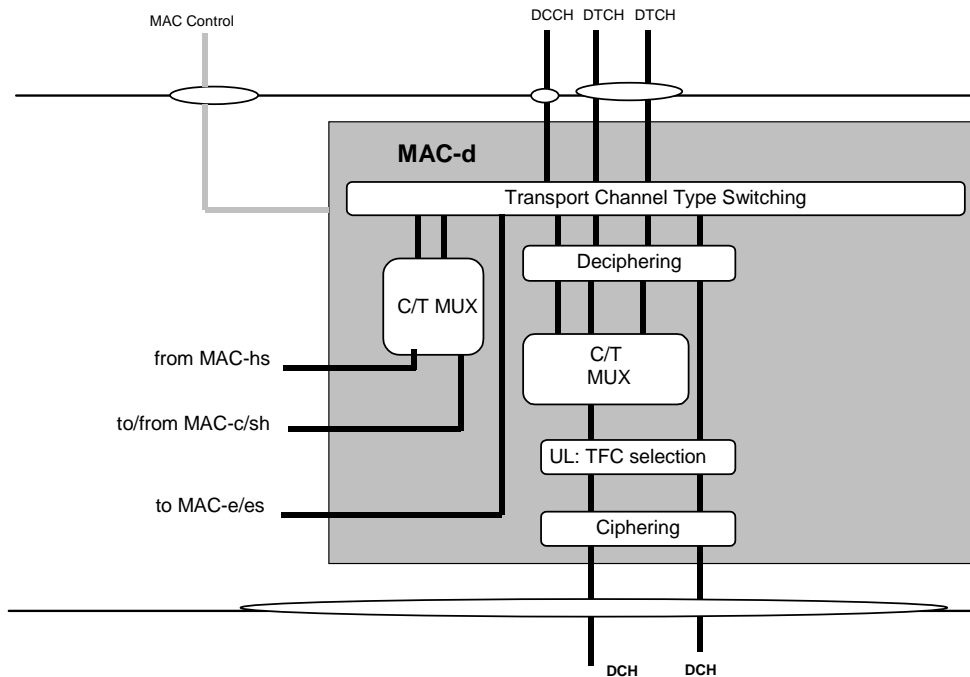 MAC Control
DCCH DTCH DTCH
MAC-d
Transport Channel Type Switching
Deciphering
C/T MUX
C/T
MUX
from MAC-hs
to/from MAC-c/sh
UL: TFC selection
to MAC-e/es
Ciphering
DCH DCH